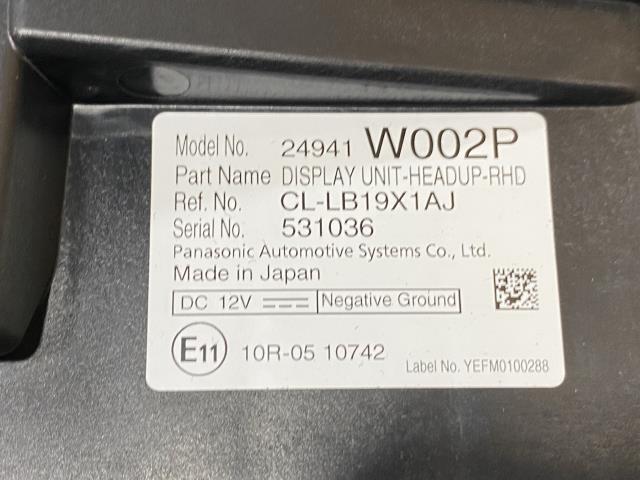 Model No. 24941 W002P
Part Name DISPLAY UNIT-HEADUP-RHD
Ref. No. CL-LB19X1AJ
Serial No. 531036
Panasonic Automotive Systems Co., Ltd.
Made in Japan
DC 12V Negative Ground
E11 10R-05 10742
Label No. YEFM0100288